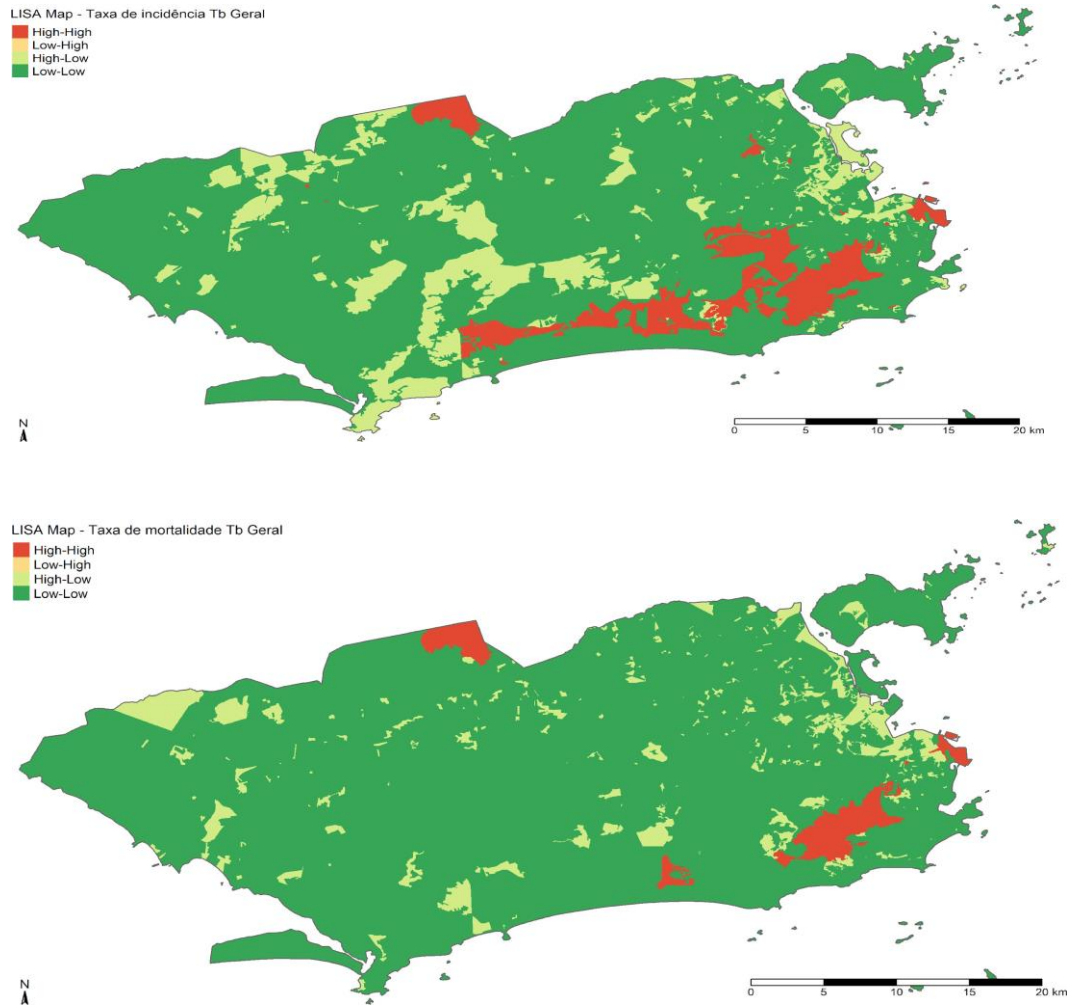 LISA Map - Taxa de incidência Tb Geral
High-High
Low-High
High-Low
Low-Low
N
0 5 10 15 20 km
LISA Map - Taxa de mortalidade Tb Geral
High-High
Low-High
High-Low
Low-Low
N
0 5 10 15 20 km